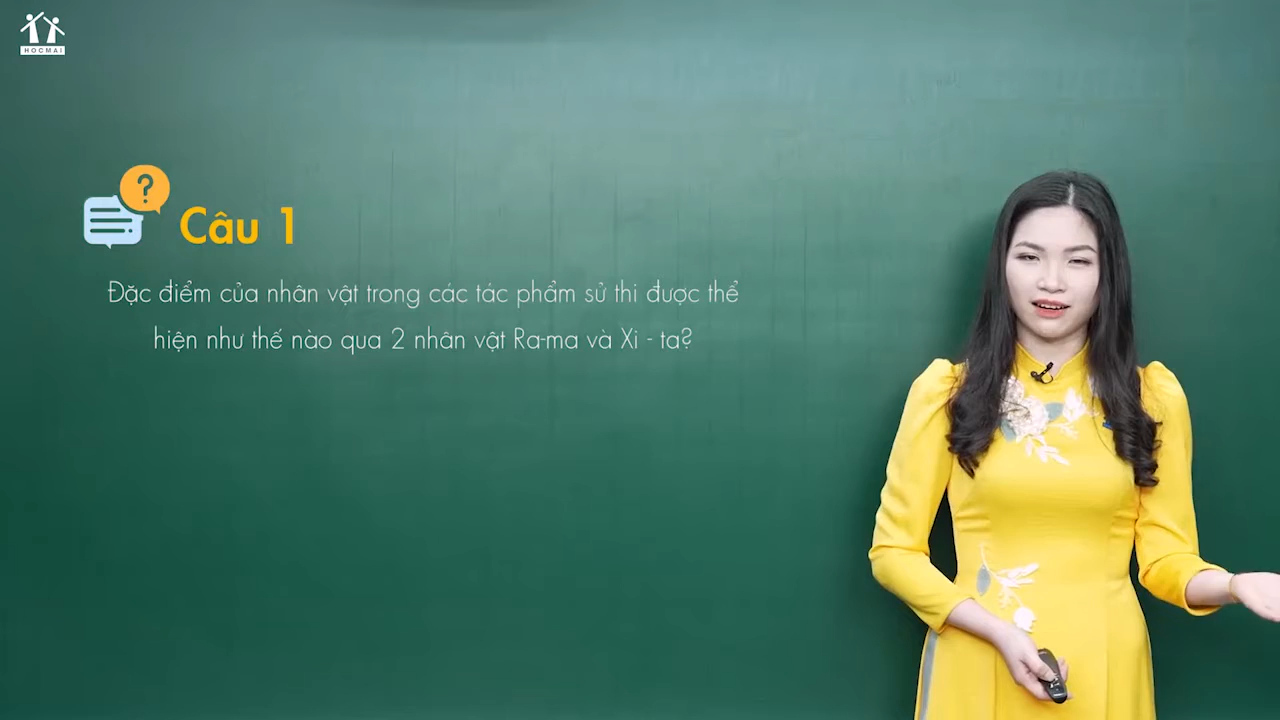 HOCMAI
?
Câu 1
Đặc điểm của nhân vật trong các tác phẩm sử thi được thể
hiện như thế nào qua 2 nhân vật Ra-ma và Xi - ta?